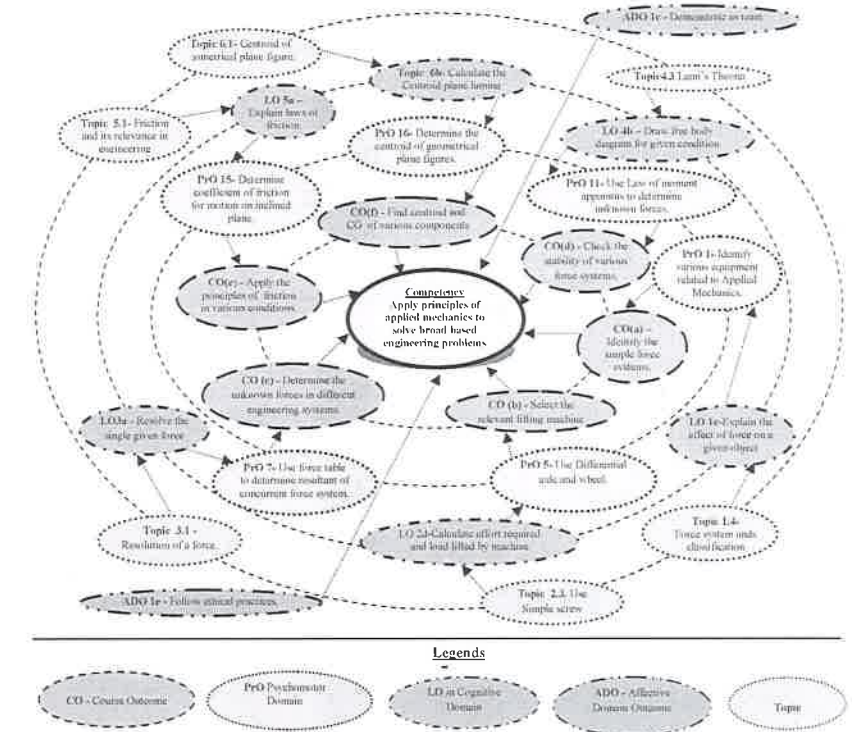 ADO 1c - Demonstrate as team
Topic 6.1- Centroid of
plane figure.
Topic 6b- Calculate the
Centroid plane lamina
Topic 4.3 Lami's Theorem
LO 5a -
Explain laws of
friction.
Topic 5.1- Friction
and its relevance in
engineering
PrO 16- Determine the
centroid of geometrical
plane figures.
LO 4b - Draw free body
diagram for given condition
PrO 15- Determine
coefficient of friction
for motion on inclined
plane.
PrO 11- Use Law of moment
apparatus to determine
unknown forces.
CO(f) - Find centroid and
CG of various components
CO(d) - Check the
stability of various
force systems.
PrO 1- Identify
various equipment
related to Applied
Mechanics.
CO(e) - Apply the
principles of friction
in various conditions.
Competency
Apply principles of
applied mechanics to
solve broad based
engineering problems
CO(a) -
Identify the
simple force
systems.
CO (c) - Determine the
unknown forces in different
engineering systems
CO (b) - Select the
relevant lifting machine
LO3a - Resolve the
single given force
LO 1c-Explain the
effect of force on a
given object
PrO 7- Use force table
to determine resultant of
concurrent force system.
PrO 5- Use Differential
axle and wheel.
Topic .3.1 -
Resolution of a force.
LO 2d-Calculate effort required
and load lifted by machine
Topic 1.4-
Force system
classification
ADO 1e - Follow ethical practices
Topic 2.3. Use
Simple screw
Legends
CO - Course Outcome
PrO Psychomotor
Domain
LO in Cognitive
Domain
ADO - Affective
Domain Outcome
Topic